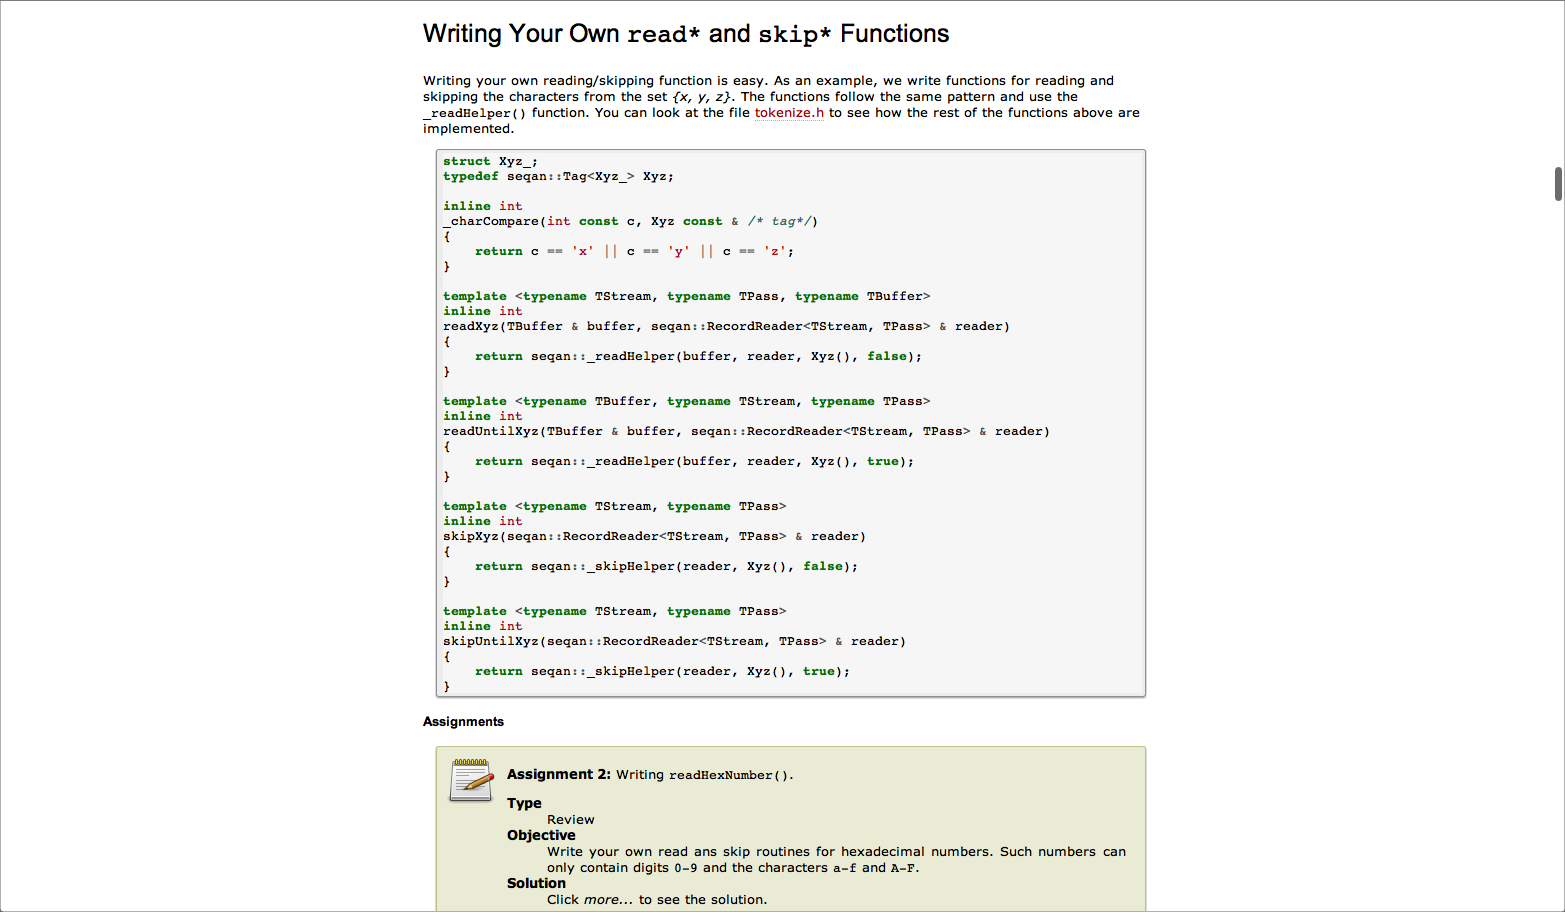 Writing Your Own read* and skip* Functions
Writing your own reading/skipping function is easy. As an example, we write functions for reading and
skipping the characters from the set {x, y, z}. The functions follow the same pattern and use the
_readHelper() function. You can look at the file tokenize.h to see how the rest of the functions above are
implemented.
struct Xyz_;
typedef seqan::Tag<Xyz_> Xyz;
inline int
_charCompare(int const c, Xyz const & /* tag*/)
{
    return c == 'x' || c == 'y' || c == 'z';
}
template <typename TStream, typename TPass, typename TBuffer>
inline int
readXyz(TBuffer & buffer, seqan::RecordReader<TStream, TPass> & reader)
{
    return seqan::_readHelper(buffer, reader, Xyz(), false);
}
template <typename TBuffer, typename TStream, typename TPass>
inline int
readUntilXyz(TBuffer & buffer, seqan::RecordReader<TStream, TPass> & reader)
{
    return seqan::_readHelper(buffer, reader, Xyz(), true);
}
template <typename TStream, typename TPass>
inline int
skipXyz(seqan::RecordReader<TStream, TPass> & reader)
{
    return seqan::_skipHelper(reader, Xyz(), false);
}
template <typename TStream, typename TPass>
inline int
skipUntilXyz(seqan::RecordReader<TStream, TPass> & reader)
{
    return seqan::_skipHelper(reader, Xyz(), true);
}
Assignments
Assignment 2: Writing readHexNumber().
Type
Review
Objective
Write your own read ans skip routines for hexadecimal numbers. Such numbers can
only contain digits 0-9 and the characters a-f and A-F.
Solution
Click more... to see the solution.